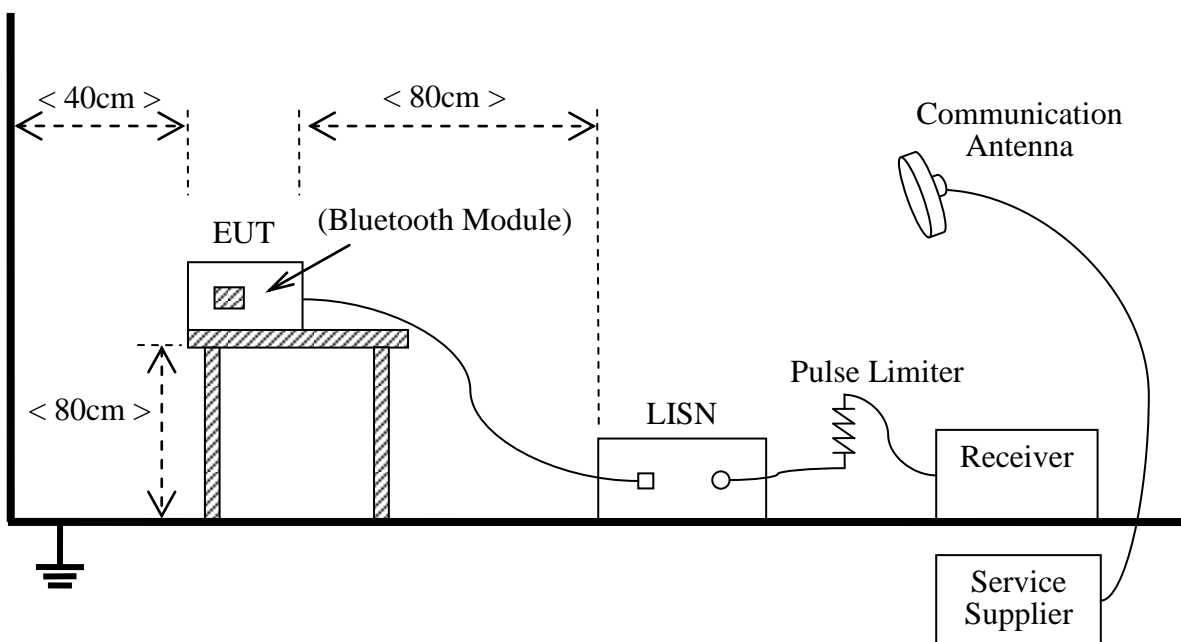 < 40cm >
< 80cm >
Communication
Antenna
(Bluetooth Module)
EUT
Pulse Limiter
< 80cm >
LISN
Receiver
Service
Supplier